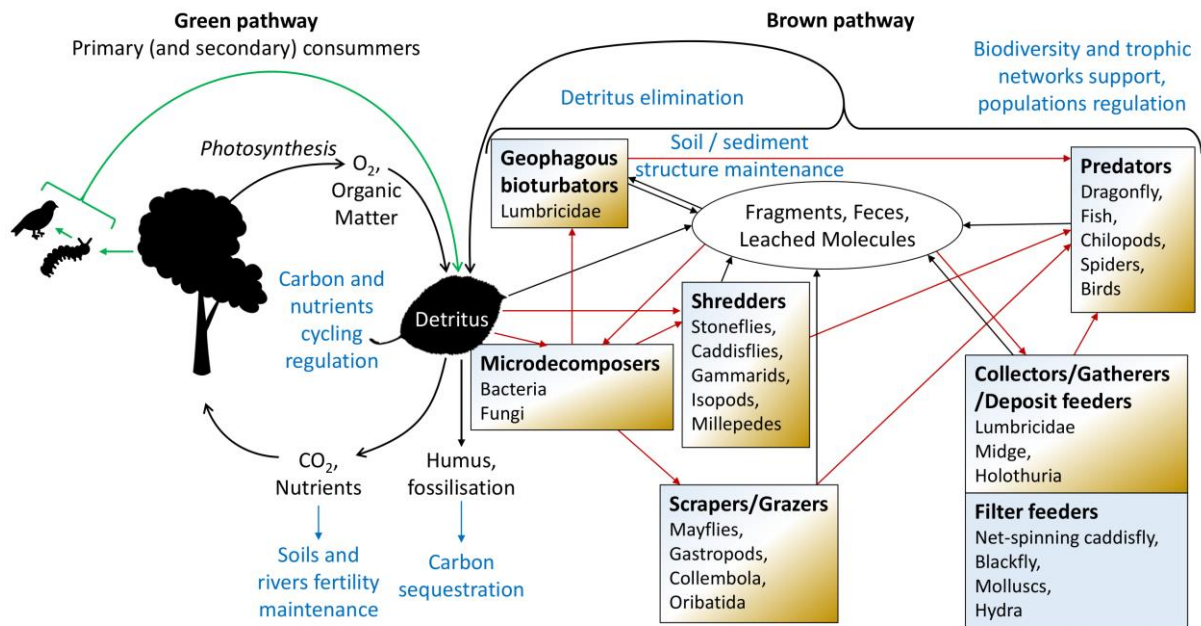 Green pathway
Primary (and secondary) consummers
Brown pathway
Biodiversity and trophic
networks support,
populations regulation
Detritus elimination
Soil / sediment
structure maintenance
Photosynthesis
O2,
Organic
Matter
Carbon and
nutrients
cycling
regulation
Detritus
CO2,
Nutrients
Humus,
fossilisation
Soils and
rivers fertility
maintenance
Carbon
sequestration
Geophagous
bioturbators
Lumbricidae
Fragments, Feces,
Leached Molecules
Predators
Dragonfly,
Fish,
Chilopods,
Spiders,
Birds
Shredders
Stoneflies,
Caddisflies,
Gammarids,
Isopods,
Millepedes
Microdecomposers
Bacteria
Fungi
Scrapers/Grazers
Mayflies,
Gastropods,
Collembola,
Oribatida
Collectors/Gatherers
/Deposit feeders
Lumbricidae
Midge,
Holothuria
Filter feeders
Net-spinning caddisfly,
Blackfly,
Molluscs,
Hydra